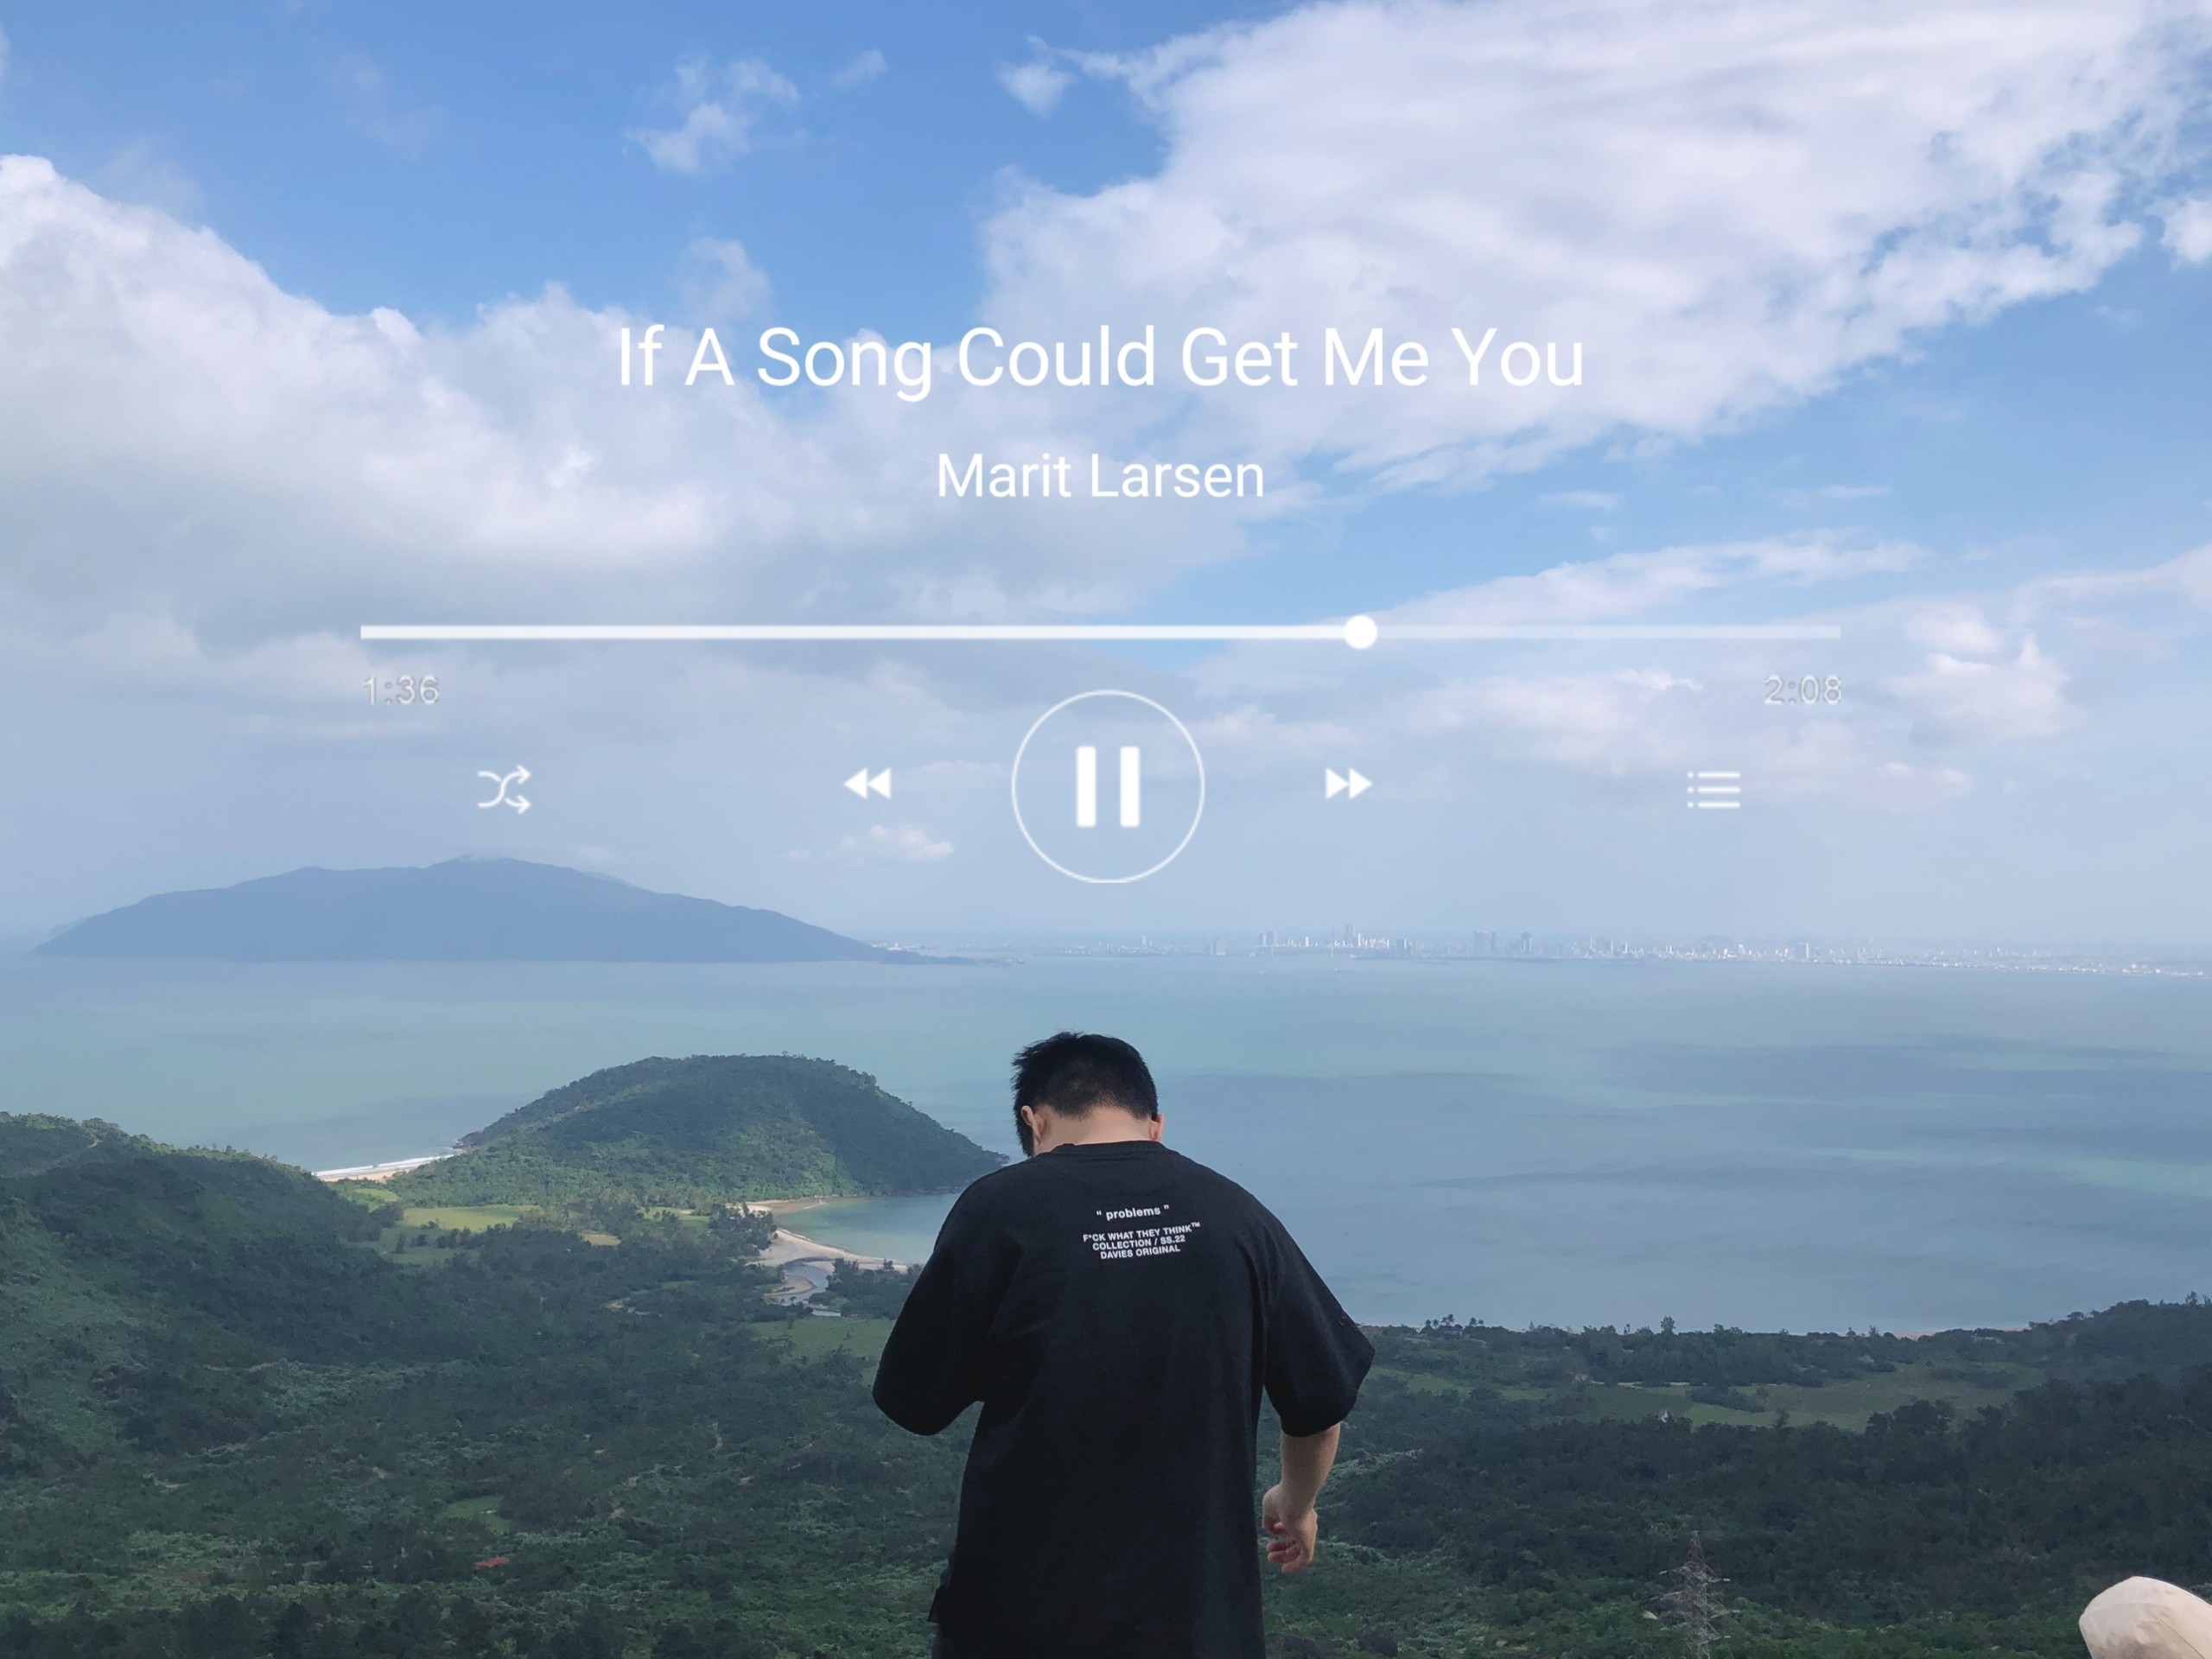 If A Song Could Get Me You
Marit Larsen
1:36
2:08
“ problems ”
F*CK WHAT THEY THINK™
COLLECTION / SS.22
DAVIES ORIGINAL